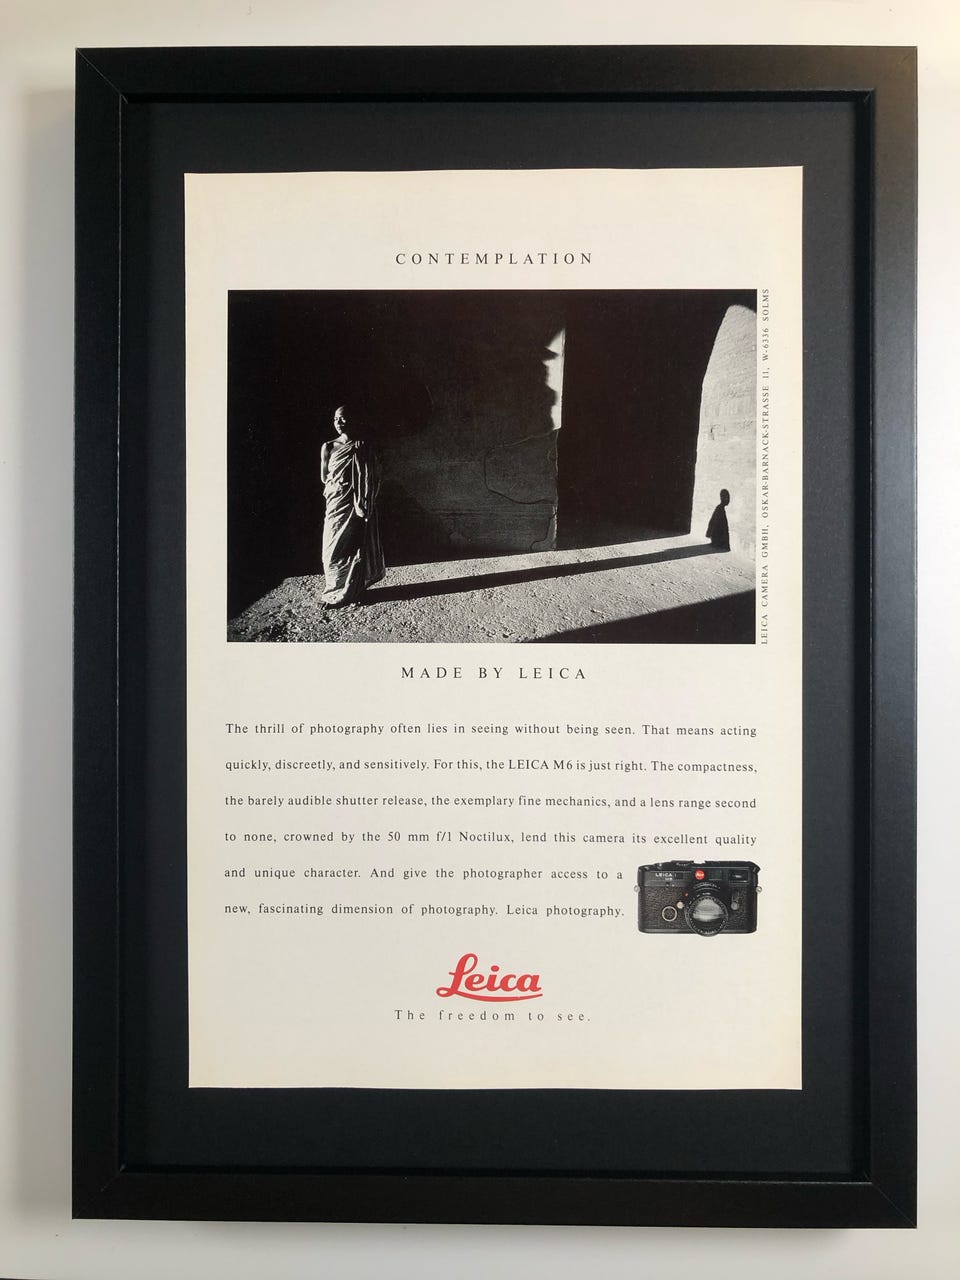 CONTEMPLATION
LEICA CAMERA GMBH, OSKAR-BARNACK-STRASSE 11, W-6336 SOLMS
MADE BY LEICA
The thrill of photography often lies in seeing without being seen. That means acting
quickly, discreetly, and sensitively. For this, the LEICA M6 is just right. The compactness,
the barely audible shutter release, the exemplary fine mechanics, and a lens range second
to none, crowned by the 50 mm f/1 Noctilux, lend this camera its excellent quality
and unique character. And give the photographer access to a
new, fascinating dimension of photography. Leica photography.
LEICA
M6
Leica
The freedom to see.